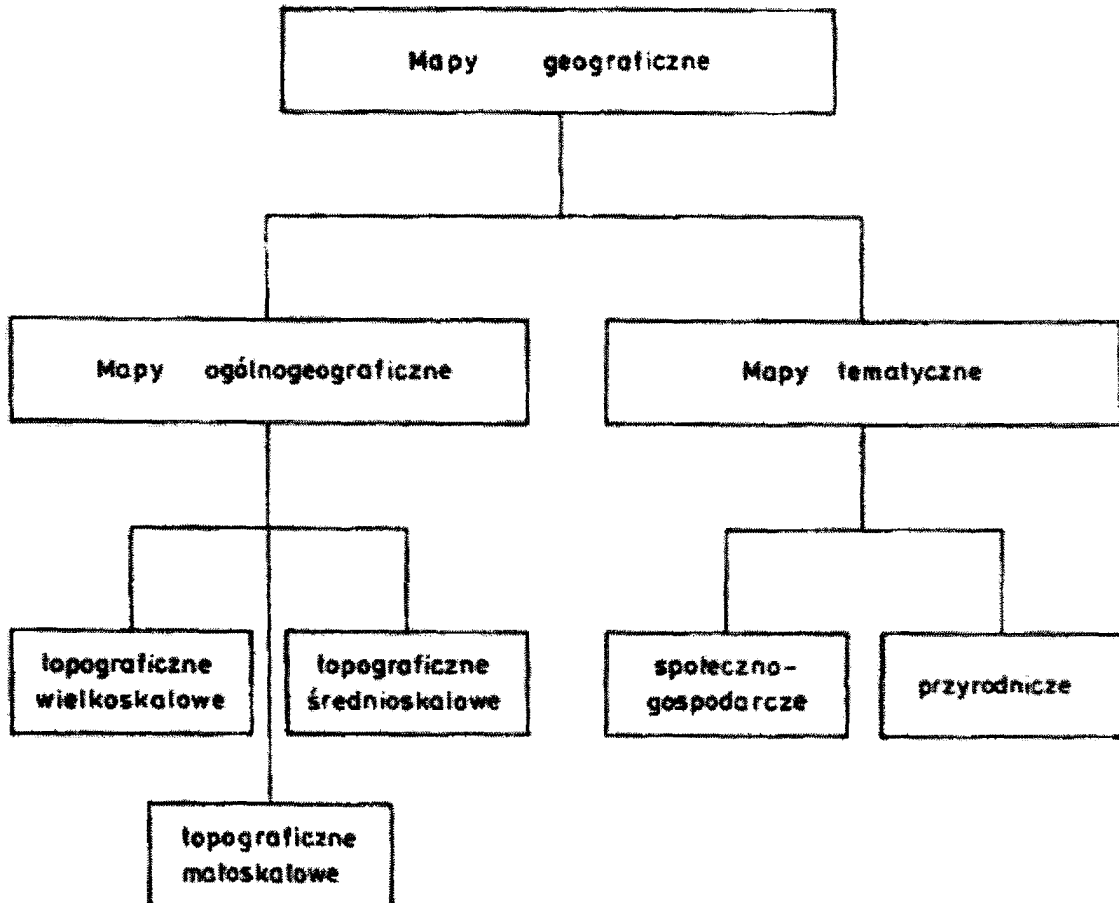 Mapy geograficzne
Mapy ogólnogeograficzne
Mapy tematyczne
topograficzne
wielkoskalowe
topograficzne
średnioskalowe
społeczno-
gospodarcze
przyrodnicze
topograficzne
małoskalowe